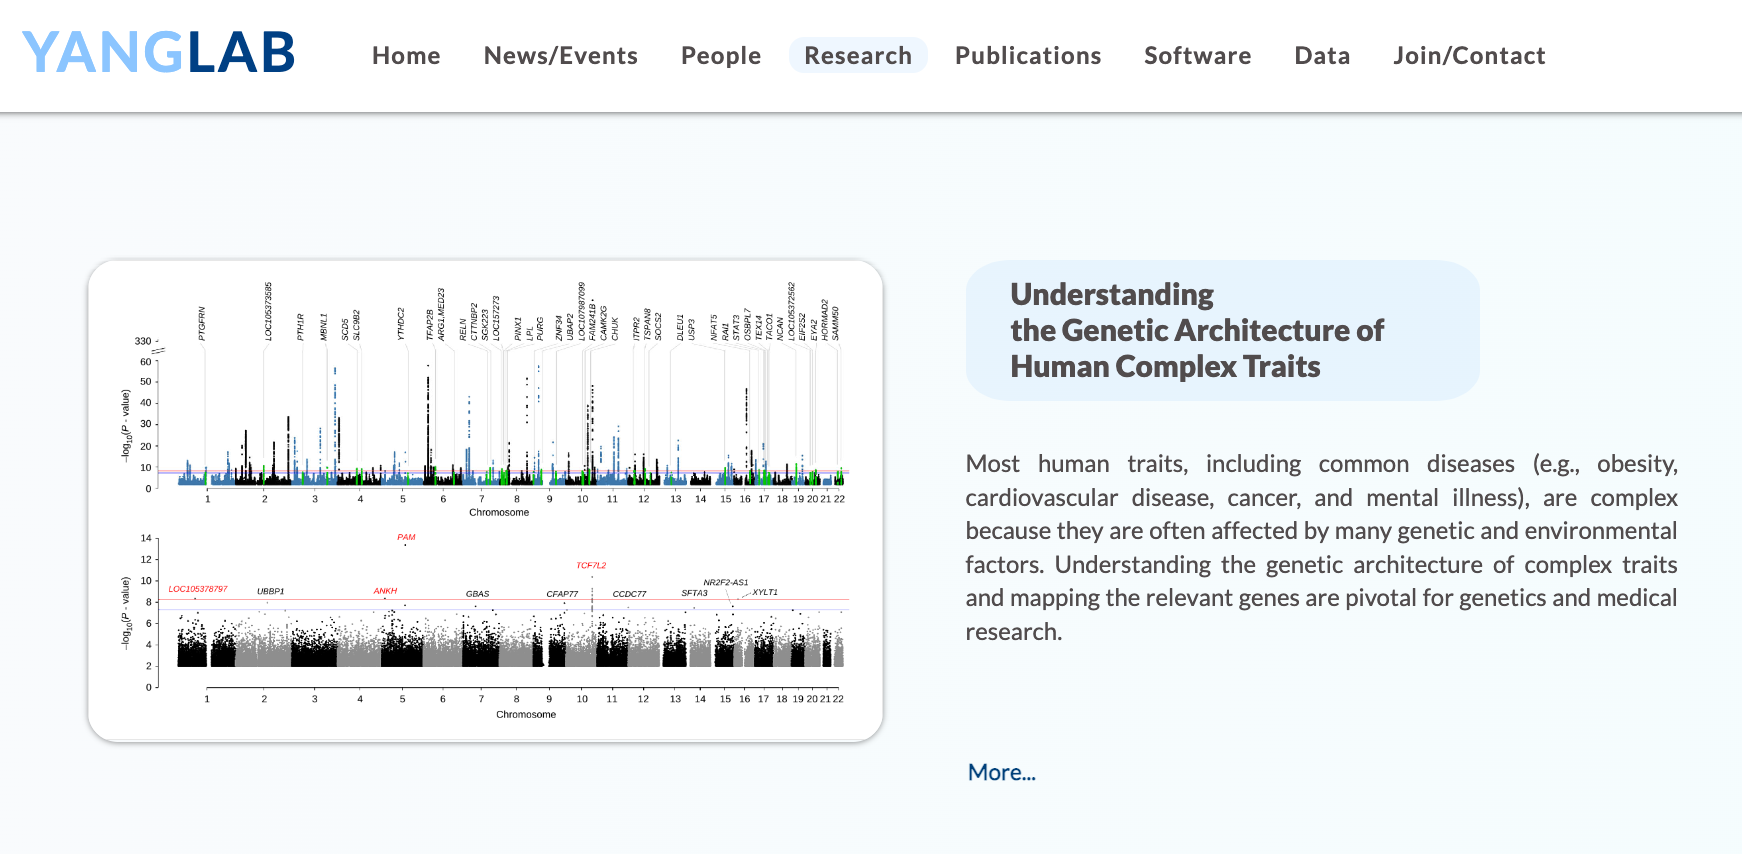 YANGLAB
Home News/Events People Research Publications Software Data Join/Contact
PTGFRN LOC105373585 PTH1R MBNL1 SCD5 SLC9B2 YTHDC2 TFAP2B ARG1.MED23 RELN CTTNBP2 SGK223 LOC157273 PINX1 LPL PURG ZNF34 UBAP2 LOC107987099 FAM241B CAMK2G CHUK ITPR2 TSPAN8 SOCS2 DLEU1 USP3 NFAT5 RAI1 STAT3 OSBPL7 TEX14 TACO1 NCAN LOC105372562 EIF2S2 EYA2 HORMAD2 SAMM50
330
60
50
40
30
20
10
0
–log10(P - value)
1 2 3 4 5 6 7 8 9 10 11 12 13 14 15 16 17 18 19 20 21 22
Chromosome
14
12
10
8
6
4
2
0
–log10(P - value)
PAM
TCF7L2
NR2F2-AS1
LOC105378797 UBBP1 ANKH GBAS CFAP77 CCDC77 SFTA3 XYLT1
1 2 3 4 5 6 7 8 9 10 11 12 13 14 15 16 17 18 19 20 21 22
Chromosome
Understanding
the Genetic Architecture of
Human Complex Traits
Most human traits, including common diseases (e.g., obesity,
cardiovascular disease, cancer, and mental illness), are complex
because they are often affected by many genetic and environmental
factors. Understanding the genetic architecture of complex traits
and mapping the relevant genes are pivotal for genetics and medical
research.
More...